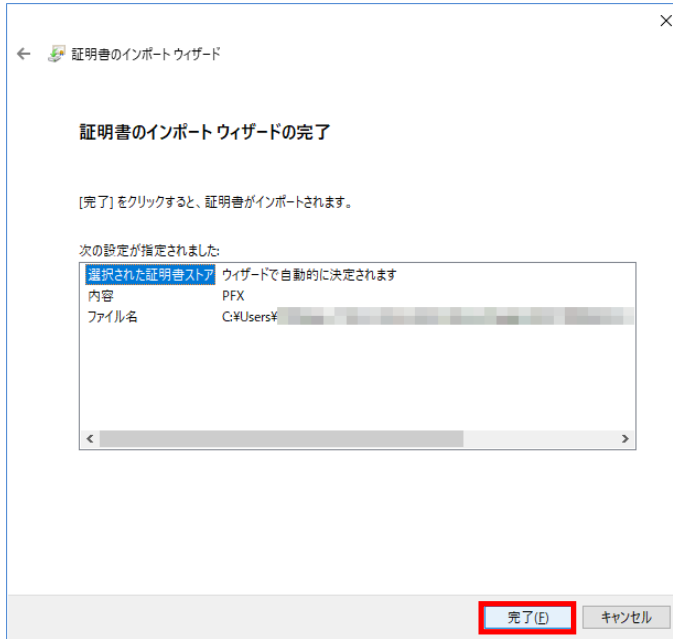 証明書のインポート ウィザード
証明書のインポート ウィザードの完了
[完了] をクリックすると、証明書がインポートされます。
次の設定が指定されました:
選択された証明書ストア ウィザードで自動的に決定されます
内容 PFX
ファイル名 C:¥Users¥
完了(F) キャンセル